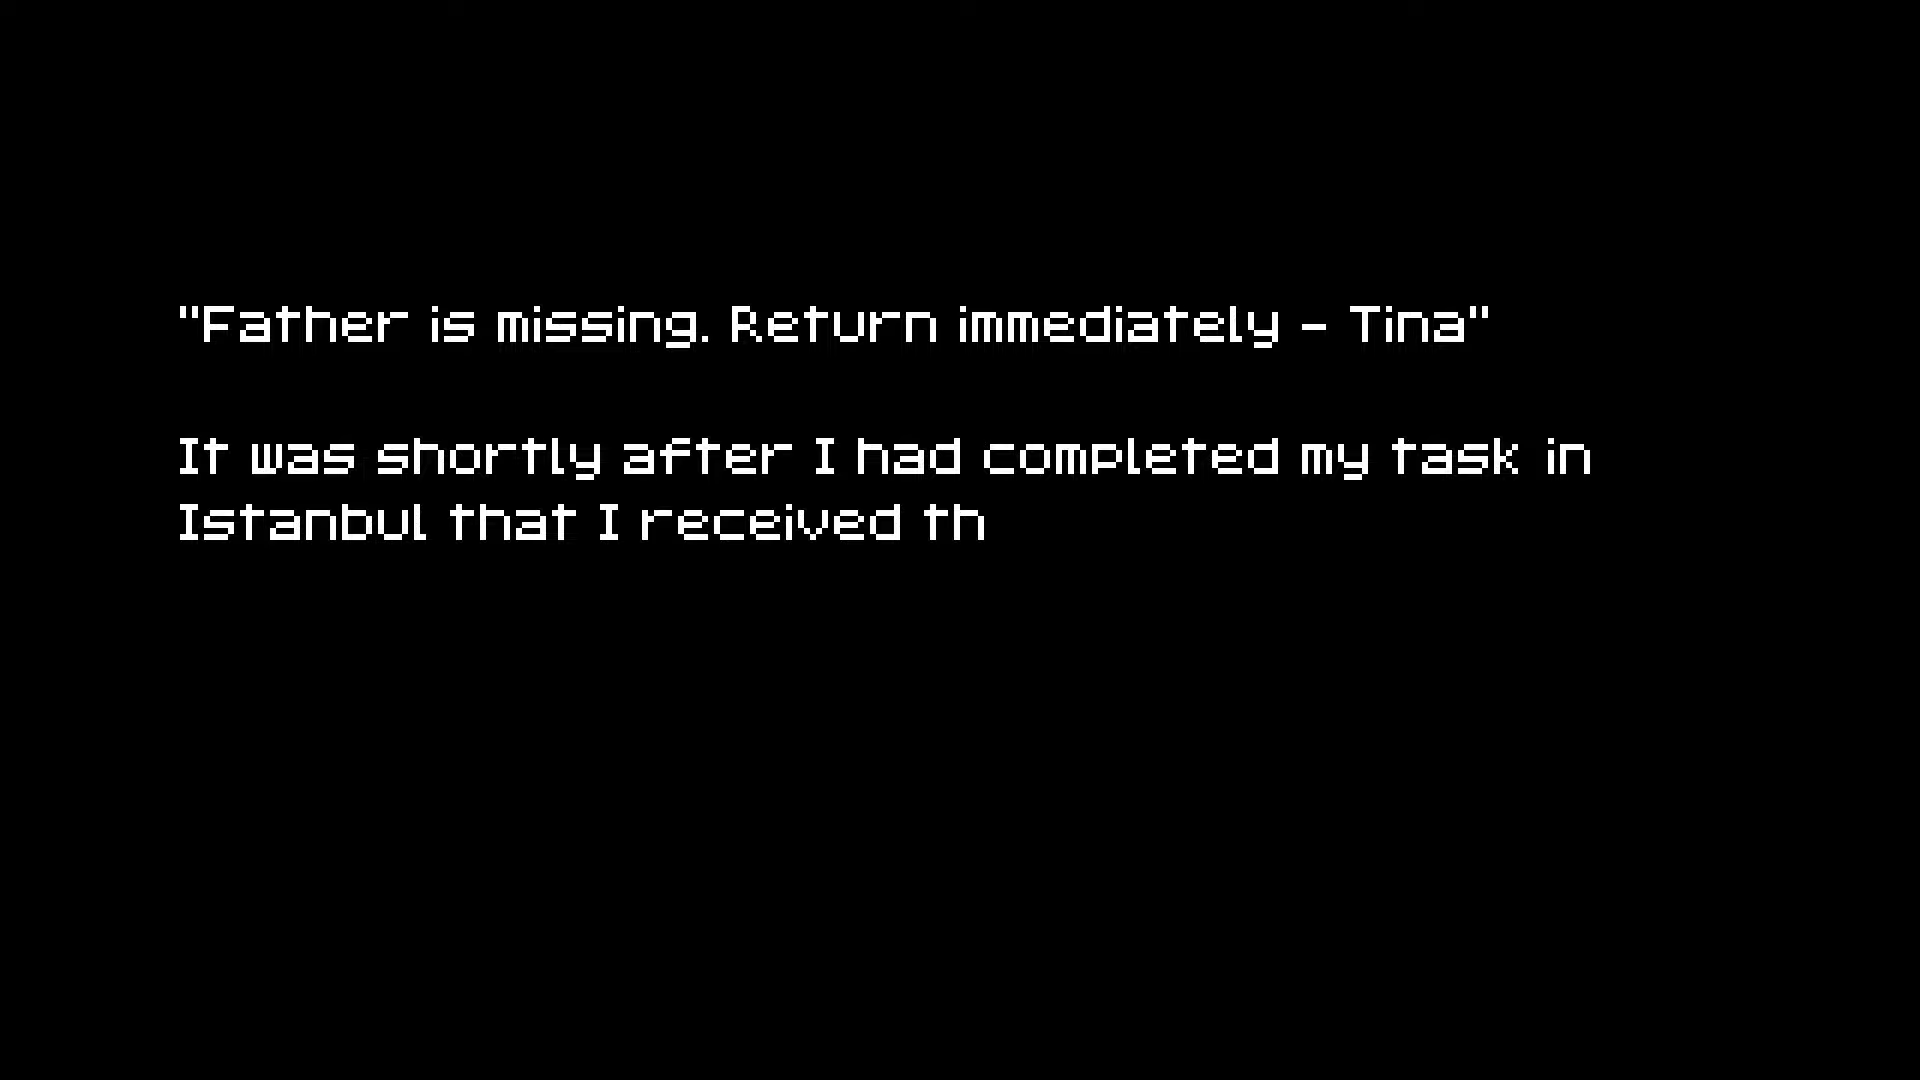 "Father is missing. Return immediately - Tina"
It was shortly after I had completed my task in
Istanbul that I received th